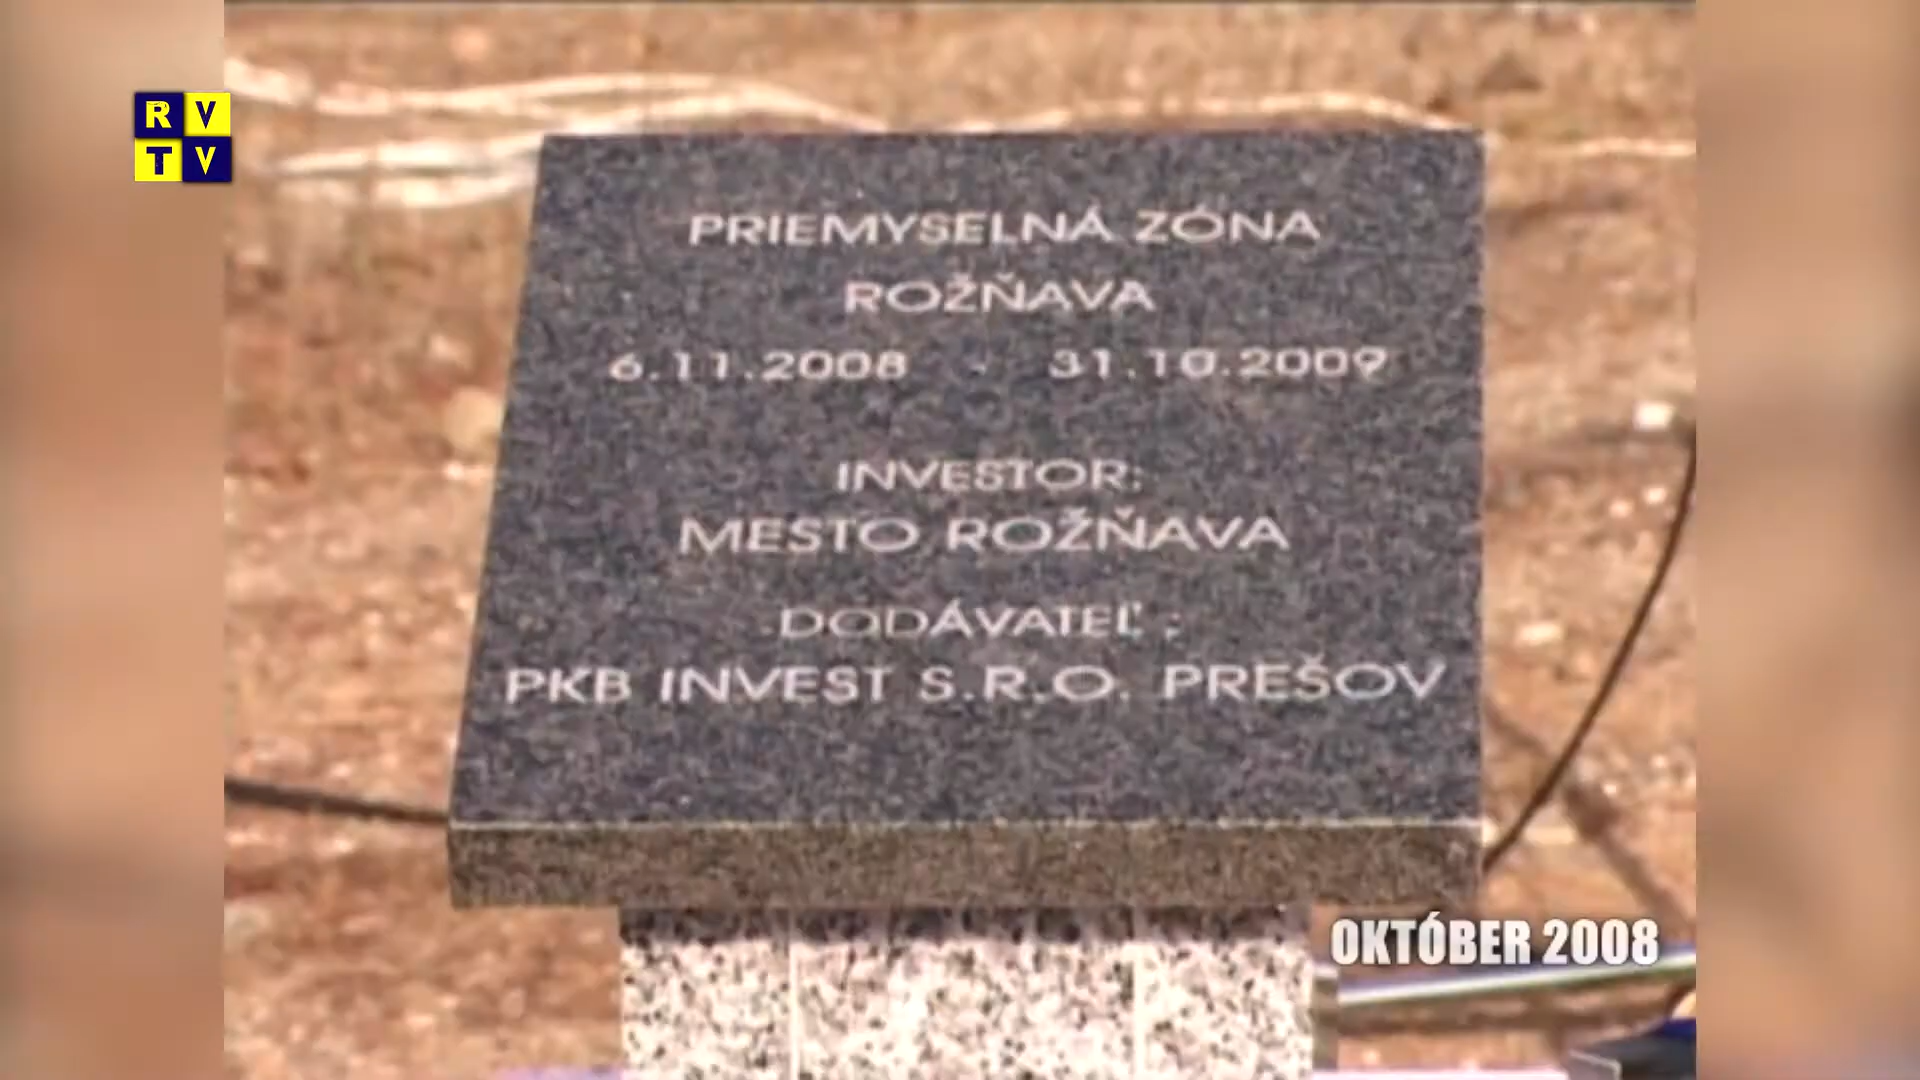 RV
TV
PRIEMYSELNÁ ZÓNA
ROŽŇAVA
6.11.2008 - 31.10.2009
INVESTOR:
MESTO ROŽŇAVA
DODÁVATEĽ :
PKB INVEST S.R.O. PREŠOV
OKTÓBER 2008